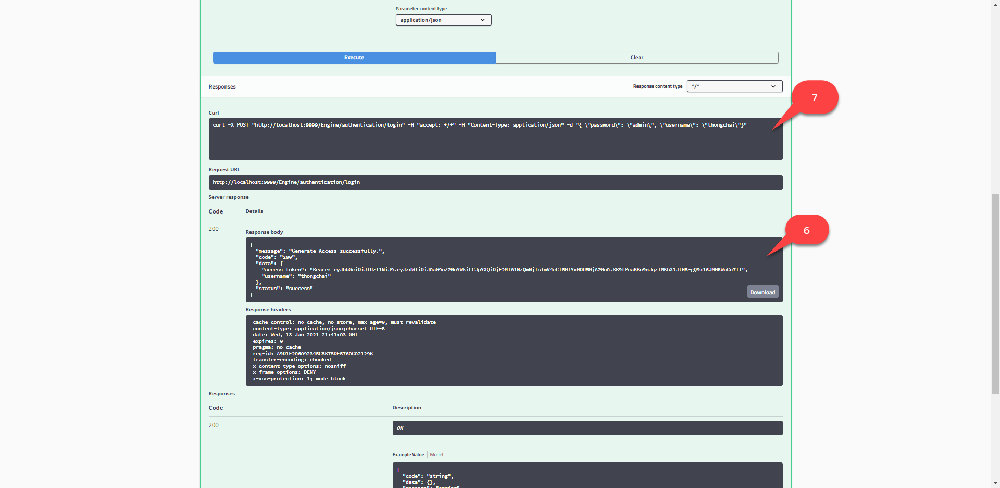 Parameter content type
application/json
Execute
Clear
Responses
Response content type
*/*
7
Curl
curl -X POST "http://localhost:9999/Engine/authentication/login" -H "accept: */*" -H "Content-Type: application/json" -d "{ \"password\": \"admin\", \"username\": \"thongchai\"}"
Request URL
http://localhost:9999/Engine/authentication/login
Server response
Code
Details
200
Response body
6
{
"message": "Generate Access successfully.",
"code": "200",
"data": {
"access_token": "Bearer eyJhbGciOiJIUzI1NiJ9.eyJzdWIiOiJ0aG9uZ2NoYWkiLCJpYXQiOjE2MTA1NzQwNjIsImV4cCI6MTYxMDU5MjA2Mn0.BB9tPcaBKu9nJqzIMKhX1JtH5-gQ9x16JMMKWuCn7TI",
"username": "thongchai"
},
"status": "success"
}
Download
Response headers
cache-control: no-cache, no-store, max-age=0, must-revalidate
content-type: application/json;charset=UTF-8
date: Wed, 13 Jan 2021 21:41:03 GMT
expires: 0
pragma: no-cache
req-id: A9D1E206092345C5B75DE5760C02129B
transfer-encoding: chunked
x-content-type-options: nosniff
x-frame-options: DENY
x-xss-protection: 1; mode=block
Responses
Code
Description
200
OK
Example Value
Model
{
"code": "string",
"data": {},